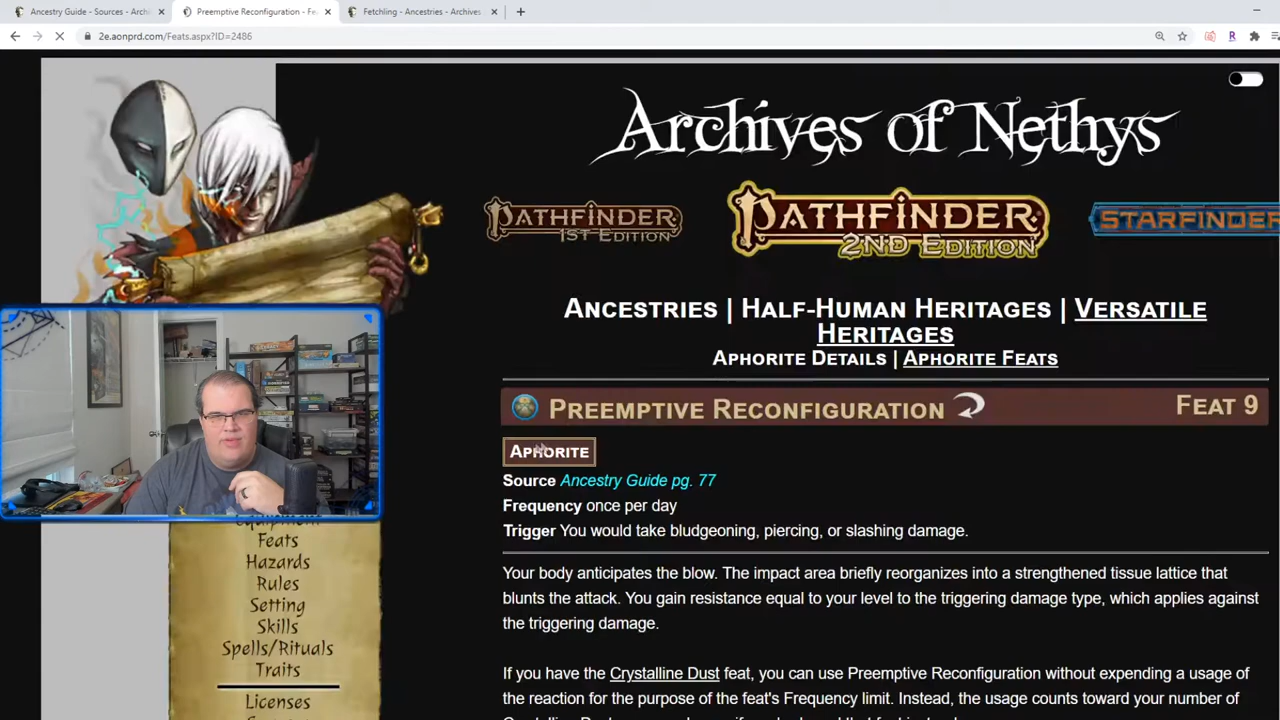 Ancestry Guide - Sources - Archi
Preemptive Reconfiguration - Fe
Fetchling - Ancestries - Archives
2e.aonprd.com/Feats.aspx?ID=2486
Archives of Nethys
PATHFINDER
1ST EDITION
PATHFINDER
2ND EDITION
STARFINDER
Ancestries | Half-Human Heritages | Versatile
Heritages
Aphorite Details | Aphorite Feats
Preemptive Reconfiguration Feat 9
Aphorite
Source Ancestry Guide pg. 77
Frequency once per day
Trigger You would take bludgeoning, piercing, or slashing damage.
Your body anticipates the blow. The impact area briefly reorganizes into a strengthened tissue lattice that
blunts the attack. You gain resistance equal to your level to the triggering damage type, which applies against
the triggering damage.
If you have the Crystalline Dust feat, you can use Preemptive Reconfiguration without expending a usage of
the reaction for the purpose of the feat's Frequency limit. Instead, the usage counts toward your number of
Equipment
Feats
Hazards
Rules
Setting
Skills
Spells/Rituals
Traits
Licenses